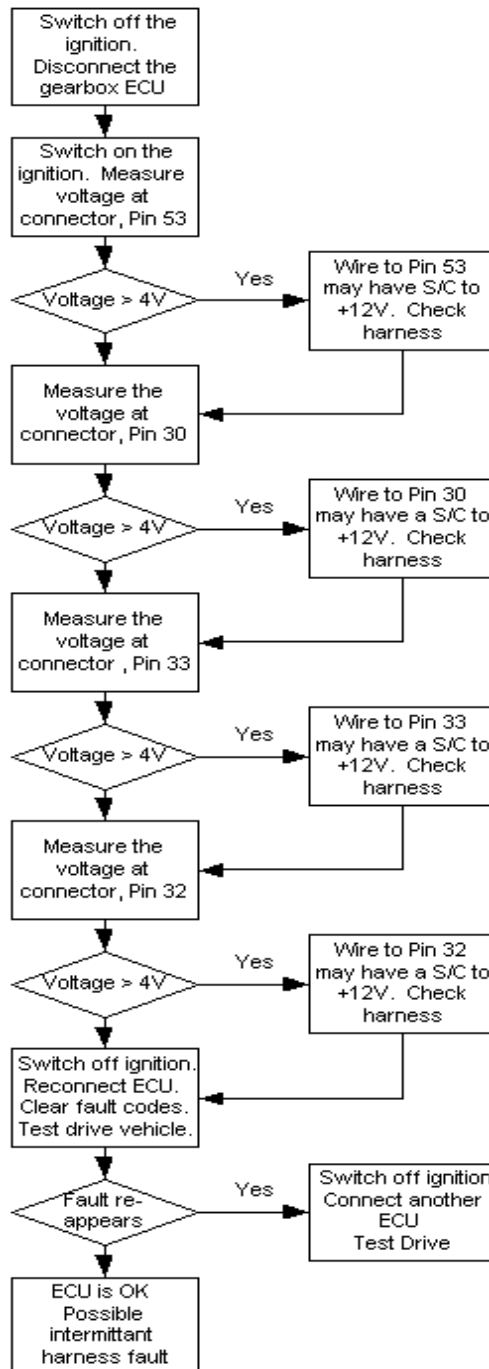 Switch off the
ignition.
Disconnect the
gearbox ECU
Switch on the
ignition. Measure
voltage at
connector, Pin 53
Voltage > 4V
Yes
Wire to Pin 53
may have S/C to
+12V. Check
harness
Measure the
voltage at
connector, Pin 30
Voltage > 4V
Yes
Wire to Pin 30
may have a S/C to
+12V. Check
harness
Measure the
voltage at
connector , Pin 33
Voltage > 4V
Yes
Wire to Pin 33
may have a S/C to
+12V. Check
harness
Measure the
voltage at
connector, Pin 32
Voltage > 4V
Yes
Wire to Pin 32
may have a S/C to
+12V. Check
harness
Switch off ignition.
Reconnect ECU.
Clear fault codes.
Test drive vehicle.
Fault re-
appears
Yes
Switch off ignition
Connect another
ECU
Test Drive
ECU is OK
Possible
intermittant
harness fault